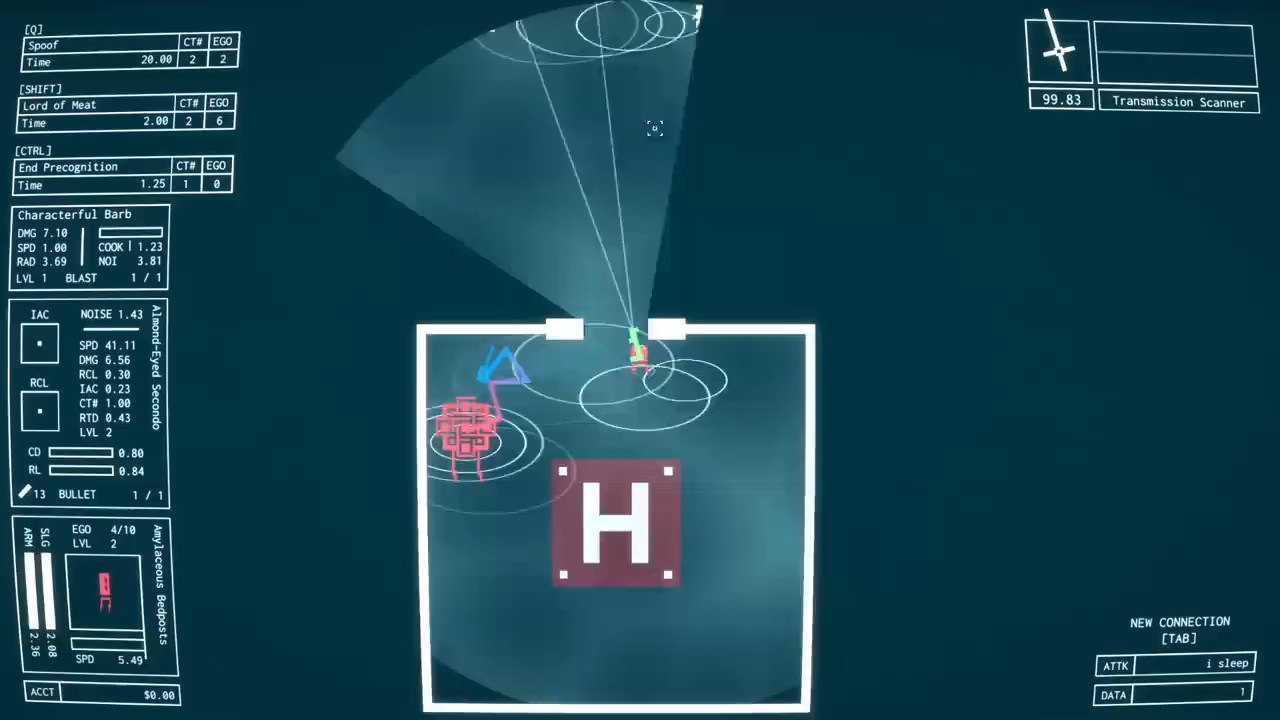 [Q]
Spoof CT# EGO
Time 20.00 2 2
[SHIFT]
Lord of Meat CT# EGO
Time 2.00 2 6
[CTRL]
End Precognition CT# EGO
Time 1.25 1 0
Characterful Barb
DMG 7.10
SPD 1.00 COOK 1.23
RAD 3.69 NOI 3.81
LVL 1 BLAST 1 / 1
IAC NOISE 1.43
SPD 41.11
DMG 6.56
RCL RCL 0.30
IAC 0.23
CT# 1.00
RTD 0.43
LVL 2
CD 0.80
RL 0.84
13 BULLET 1 / 1
Almond-Eyed Secondo
ARM SLG EGO 4/10
LVL 2
2.36 2.08
SPD 5.49
Amylaceous Bedposts
ACCT $0.00
H
99.83 Transmission Scanner
NEW CONNECTION
[TAB]
ATTK i sleep
DATA 1